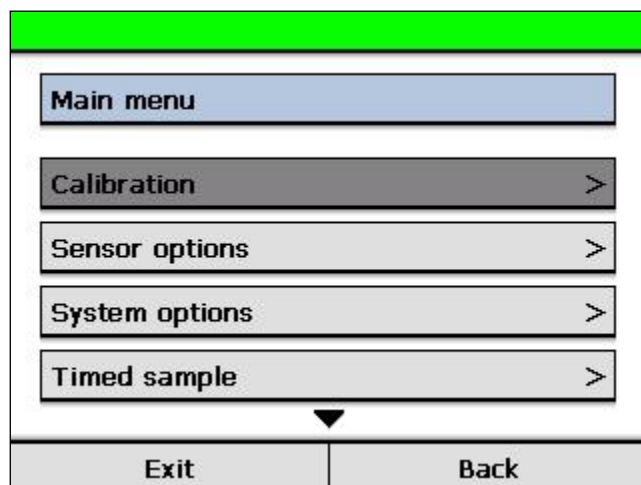 Main menu
Calibration >
Sensor options >
System options >
Timed sample >
Exit Back